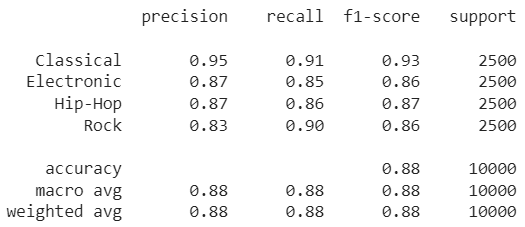 precision recall f1-score support
Classical 0.95 0.91 0.93 2500
Electronic 0.87 0.85 0.86 2500
Hip-Hop 0.87 0.86 0.87 2500
Rock 0.83 0.90 0.86 2500
accuracy 0.88 10000
macro avg 0.88 0.88 0.88 10000
weighted avg 0.88 0.88 0.88 10000